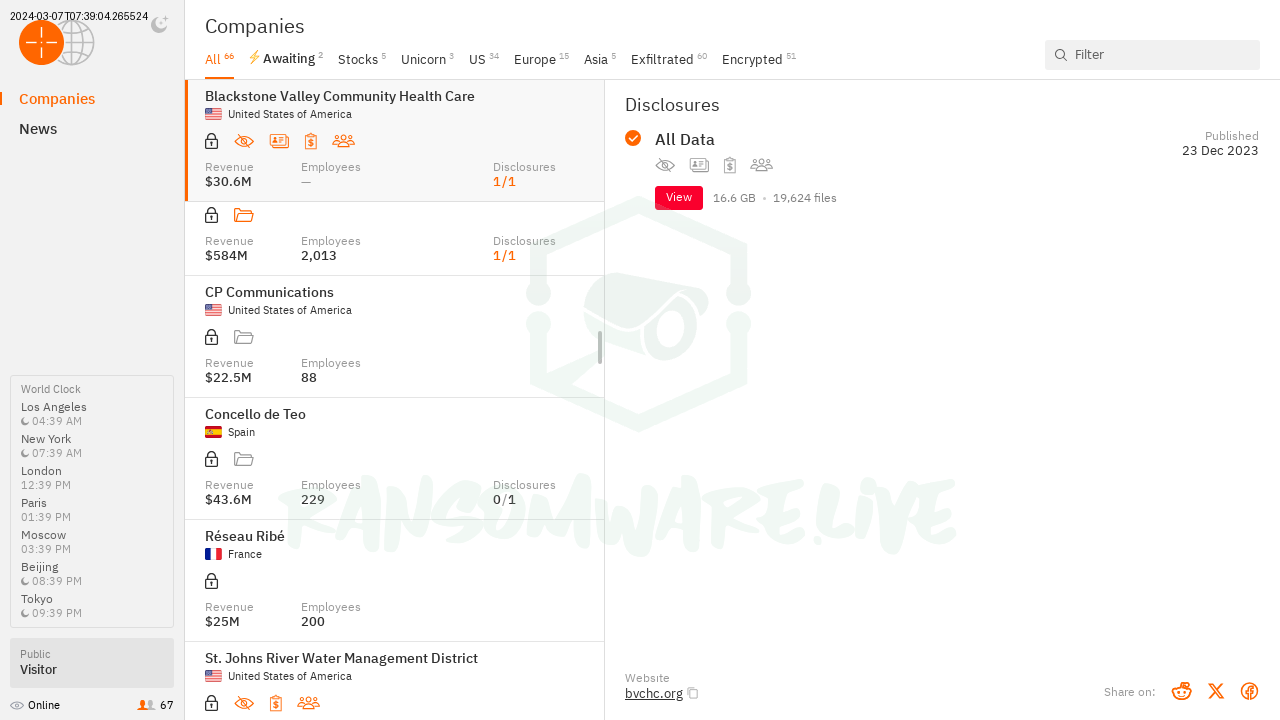 2024-03-07T07:39:04.265524
Companies
News
World Clock
Los Angeles
04:39 AM
New York
07:39 AM
London
12:39 PM
Paris
01:39 PM
Moscow
03:39 PM
Beijing
08:39 PM
Tokyo
09:39 PM
Public
Visitor
Online 67
Companies
All 66 Awaiting 2 Stocks 5 Unicorn 3 US 34 Europe 15 Asia 5 Exfiltrated 60 Encrypted 51
Filter
Blackstone Valley Community Health Care
United States of America
Revenue Employees Disclosures
$30.6M — 1/1
Revenue Employees Disclosures
$584M 2,013 1/1
CP Communications
United States of America
Revenue Employees
$22.5M 88
Concello de Teo
Spain
Revenue Employees Disclosures
$43.6M 229 0/1
Réseau Ribé
France
Revenue Employees
$25M 200
St. Johns River Water Management District
United States of America
Disclosures
All Data
Published
23 Dec 2023
View 16.6 GB • 19,624 files
RANSOMWARE.LIVE
Website
bvchc.org
Share on: